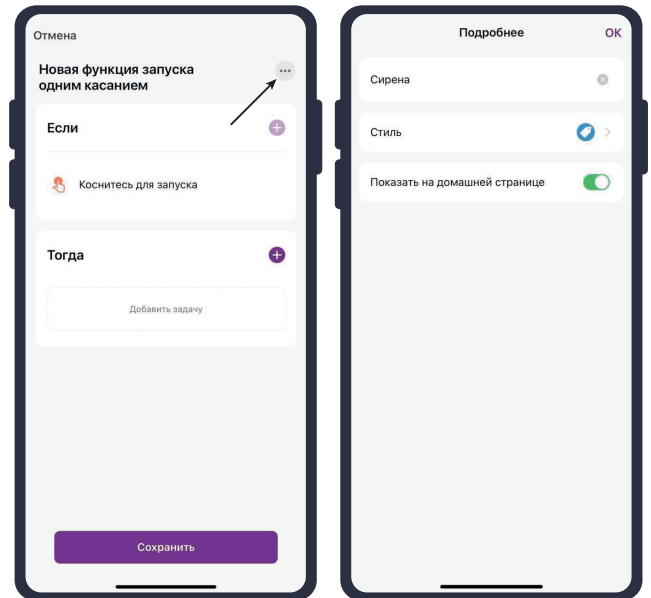 Отмена
Новая функция запуска
одним касанием
Если
Коснитесь для запуска
Тогда
Добавить задачу
Сохранить
Подробнее
ОК
Сирена
Стиль
Показать на домашней странице